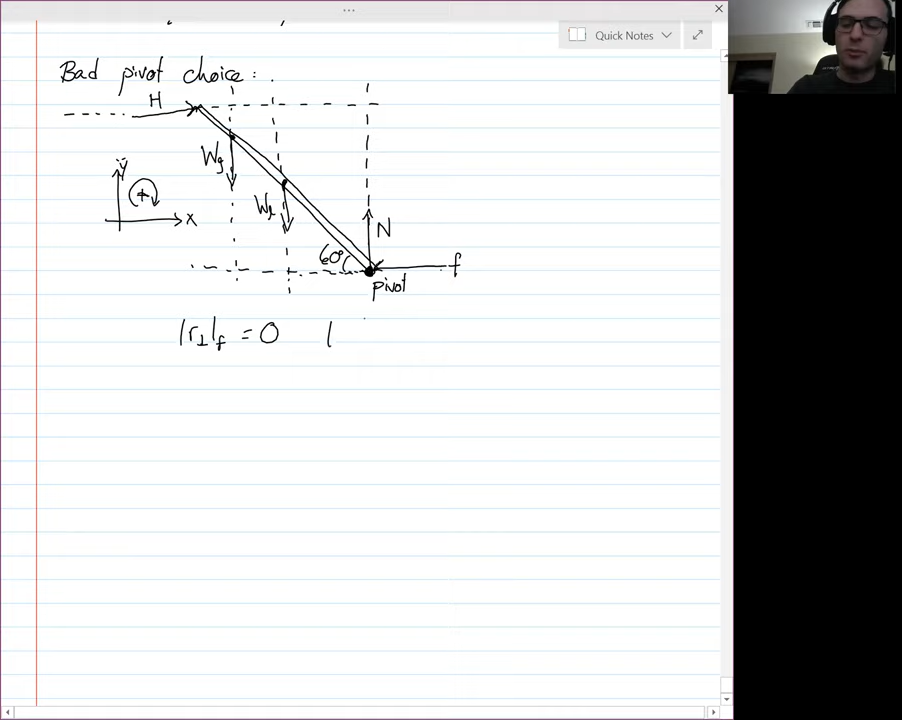 Quick Notes
Bad pivot choice:
H
Wg
ŷ
+
x
Wl
N
60°
f
pivot
|r⊥|f = 0 |